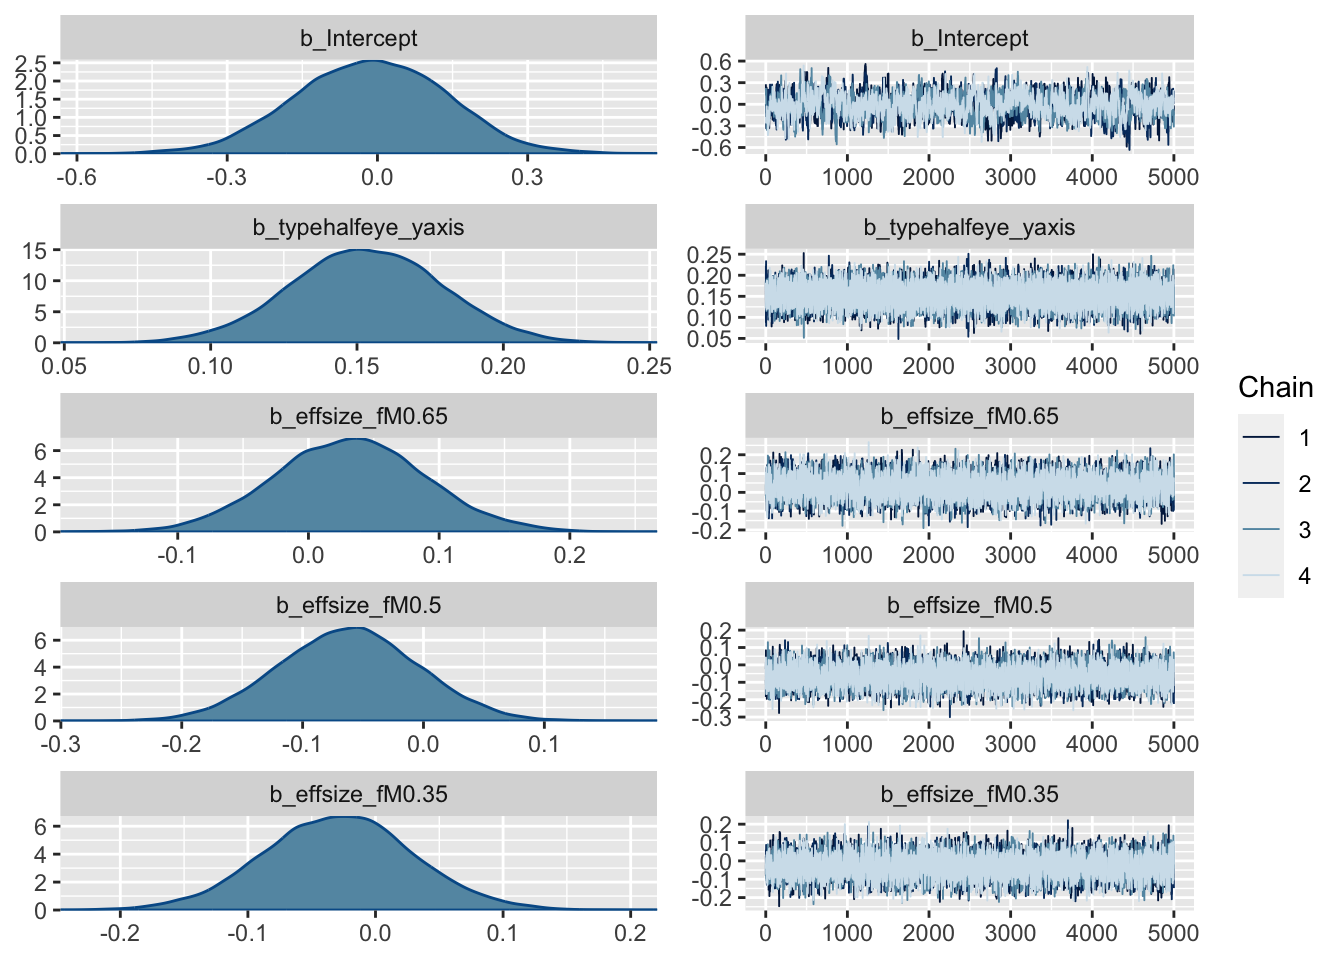 b_Intercept
2.5
2.0
1.5
1.0
0.5
0.0
-0.6 -0.3 0.0 0.3
b_Intercept
0.6
0.3
0.0
-0.3
-0.6
0 1000 2000 3000 4000 5000
b_typehalfeye_yaxis
15
10
5
0
0.05 0.10 0.15 0.20 0.25
b_typehalfeye_yaxis
0.25
0.20
0.15
0.10
0.05
0 1000 2000 3000 4000 5000
b_effsize_fM0.65
6
4
2
0
-0.1 0.0 0.1 0.2
b_effsize_fM0.65
0.2
0.1
0.0
-0.1
-0.2
0 1000 2000 3000 4000 5000
b_effsize_fM0.5
6
4
2
0
-0.3 -0.2 -0.1 0.0 0.1
b_effsize_fM0.5
0.2
0.1
0.0
-0.1
-0.2
-0.3
0 1000 2000 3000 4000 5000
b_effsize_fM0.35
6
4
2
0
-0.2 -0.1 0.0 0.1 0.2
b_effsize_fM0.35
0.2
0.1
0.0
-0.1
-0.2
0 1000 2000 3000 4000 5000
Chain
1
2
3
4